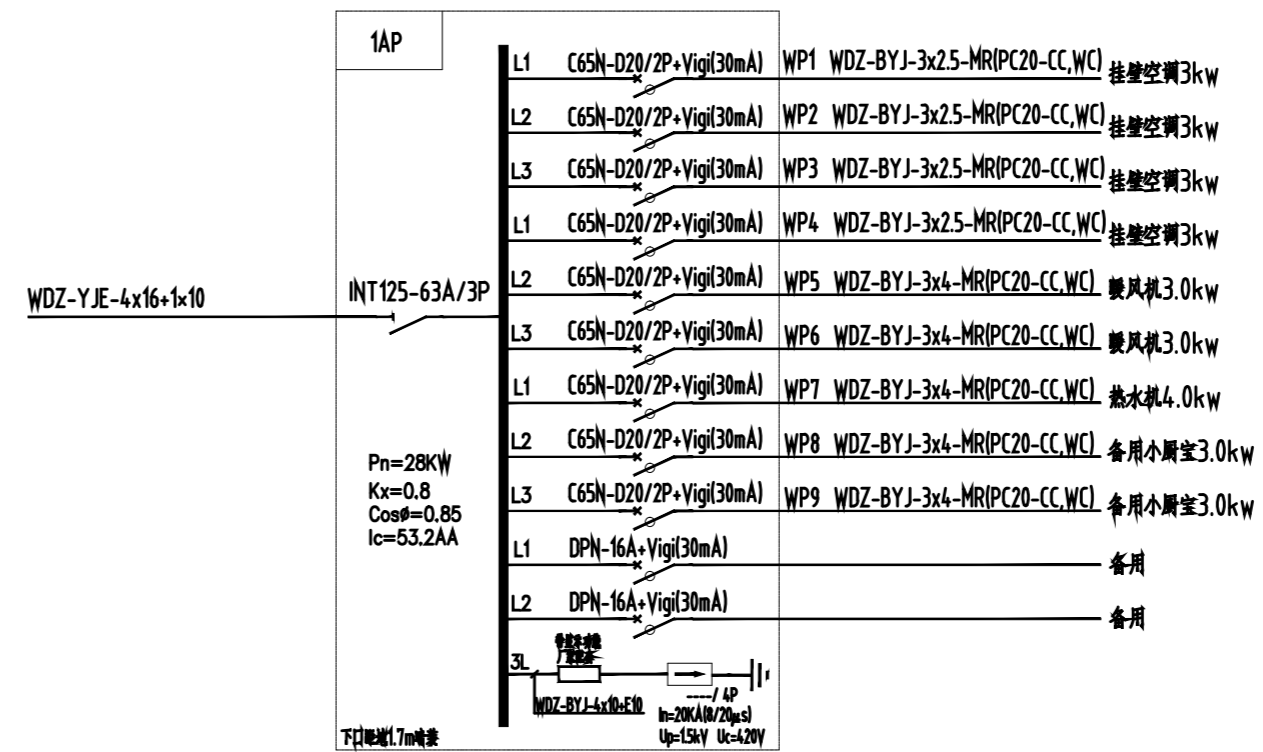 1AP
L1 C65N-D20/2P+Vigi(30mA) WP1 WDZ-BYJ-3x2.5-MR(PC20-CC,WC) 挂壁空调3kw
L2 C65N-D20/2P+Vigi(30mA) WP2 WDZ-BYJ-3x2.5-MR(PC20-CC,WC) 挂壁空调3kw
L3 C65N-D20/2P+Vigi(30mA) WP3 WDZ-BYJ-3x2.5-MR(PC20-CC,WC) 挂壁空调3kw
L1 C65N-D20/2P+Vigi(30mA) WP4 WDZ-BYJ-3x2.5-MR(PC20-CC,WC) 挂壁空调3kw
WDZ-YJE-4x16+1x10
INT125-63A/3P
L2 C65N-D20/2P+Vigi(30mA) WP5 WDZ-BYJ-3x4-MR(PC20-CC,WC) 暖风机3.0kw
L3 C65N-D20/2P+Vigi(30mA) WP6 WDZ-BYJ-3x4-MR(PC20-CC,WC) 暖风机3.0kw
L1 C65N-D20/2P+Vigi(30mA) WP7 WDZ-BYJ-3x4-MR(PC20-CC,WC) 热水机4.0kw
L2 C65N-D20/2P+Vigi(30mA) WP8 WDZ-BYJ-3x4-MR(PC20-CC,WC) 备用小厨宝3.0kw
L3 C65N-D20/2P+Vigi(30mA) WP9 WDZ-BYJ-3x4-MR(PC20-CC,WC) 备用小厨宝3.0kw
Pn=28KW
Kx=0.8
CosØ=0.85
Ic=53.2AA
L1 DPN-16A+Vigi(30mA) 备用
L2 DPN-16A+Vigi(30mA) 备用
3L
WDZ-BYJ-4x10+E10
----/ 4P
In=20KA(8/20μs)
Up=1.5kV Uc=420V
下口距地1.7m暗装